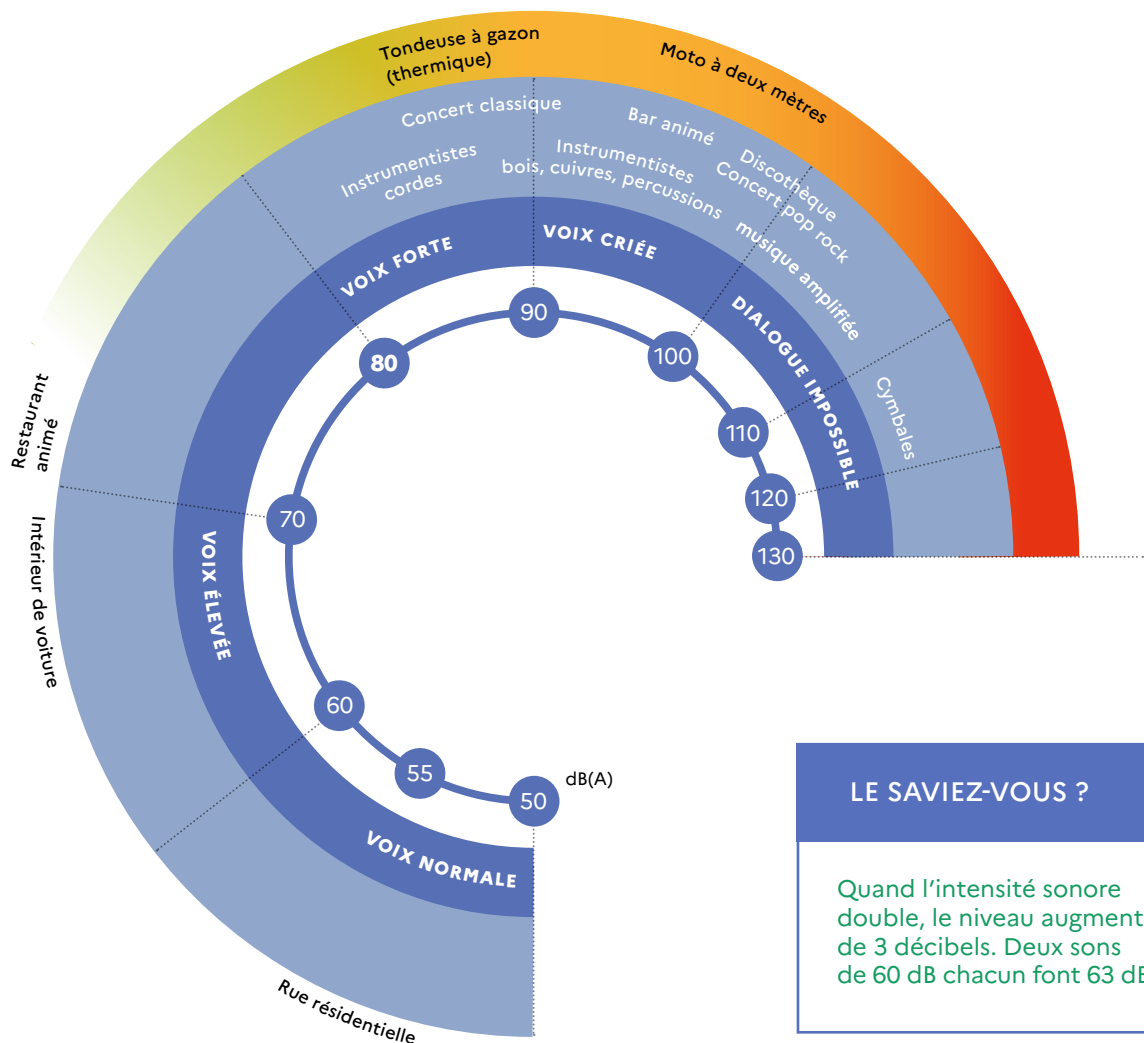 Tondeuse à gazon
(thermique)
Moto à deux mètres
Concert classique
Bar animé
Discothèque
Concert pop rock
Instrumentistes
cordes
Instrumentistes
bois, cuivres, percussions
musique amplifiée
Cymbales
VOIX FORTE
VOIX CRIÉE
DIALOGUE IMPOSSIBLE
VOIX ÉLEVÉE
VOIX NORMALE
Restaurant
animé
Intérieur de voiture
Rue résidentielle
50
55
60
70
80
90
100
110
120
130
dB(A)
LE SAVIEZ-VOUS ?
Quand l’intensité sonore
double, le niveau augment
de 3 décibels. Deux sons
de 60 dB chacun font 63 dB